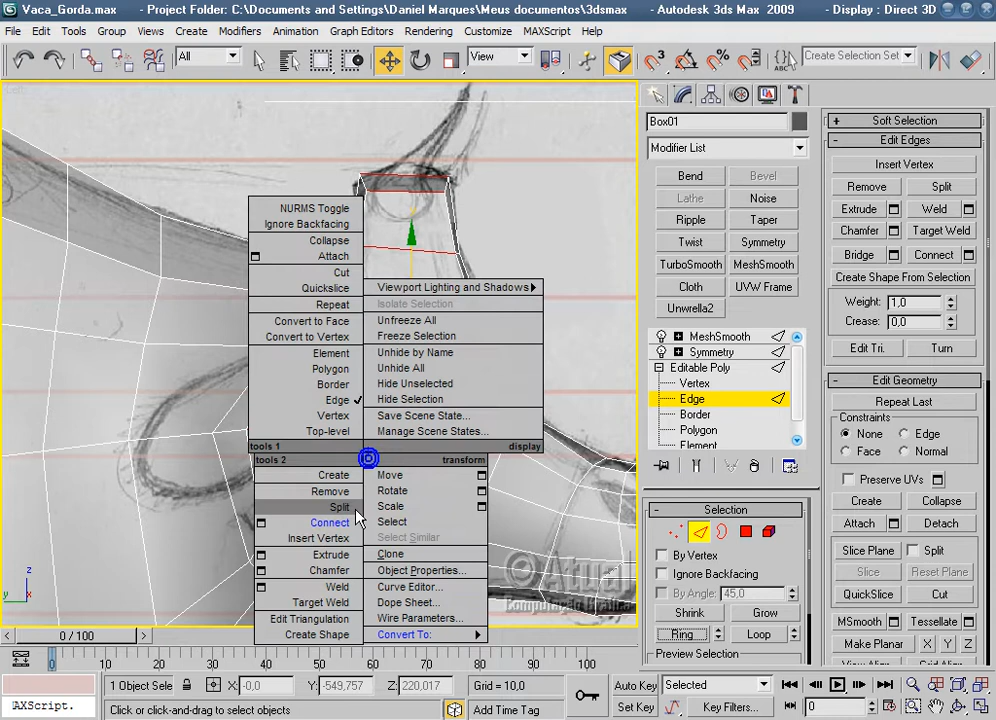 Vaca_Gorda.max - Project Folder: C:\Documents and Settings\Daniel Marques\Meus documentos\3dsmax - Autodesk 3ds Max 2009 - Display : Direct 3D
File Edit Tools Group Views Create Modifiers Animation Graph Editors Rendering Customize MAXScript Help
All View Create Selection Set
Box01
Modifier List
Bend Bevel
Lathe Noise
Ripple Taper
Twist Symmetry
TurboSmooth MeshSmooth
Cloth UVW Frame
Unwrella2
MeshSmooth
Symmetry
Editable Poly
Vertex
Edge
Border
Polygon
Element
Selection
By Vertex
Ignore Backfacing
By Angle: 45,0
Shrink Grow
Ring Loop
Preview Selection
Soft Selection
Edit Edges
Insert Vertex
Remove Split
Extrude Weld
Chamfer Target Weld
Bridge Connect
Create Shape From Selection
Weight: 1,0
Crease: 0,0
Edit Tri. Turn
Edit Geometry
Repeat Last
Constraints
None Edge
Face Normal
Preserve UVs
Create Collapse
Attach Detach
Slice Plane Split
Slice Reset Plane
QuickSlice Cut
MSmooth Tessellate
Make Planar X Y Z
NURMS Toggle
Ignore Backfacing
Collapse
Attach
Cut
Quickslice
Repeat
Convert to Face
Convert to Vertex
Element
Polygon
Border
Edge
Vertex
Top-level
tools 1
Viewport Lighting and Shadows
Isolate Selection
Unfreeze All
Freeze Selection
Unhide by Name
Unhide All
Hide Unselected
Hide Selection
Save Scene State...
Manage Scene States...
display
tools 2
Create
Remove
Split
Connect
Insert Vertex
Extrude
Chamfer
Weld
Target Weld
Edit Triangulation
Create Shape
transform
Move
Rotate
Scale
Select
Select Similar
Clone
Object Properties...
Curve Editor...
Dope Sheet...
Wire Parameters...
Convert To:
z
y
© Atual
Computação Gráfica
0 / 100
0 10 20 30 40 50 60 70 80 90 100
1 Object Sele X: -0,0 Y: -549,757 Z: 220,017 Grid = 10,0 Auto Key Selected
AXScript. Click or click-and-drag to select objects Add Time Tag Set Key Key Filters... 0